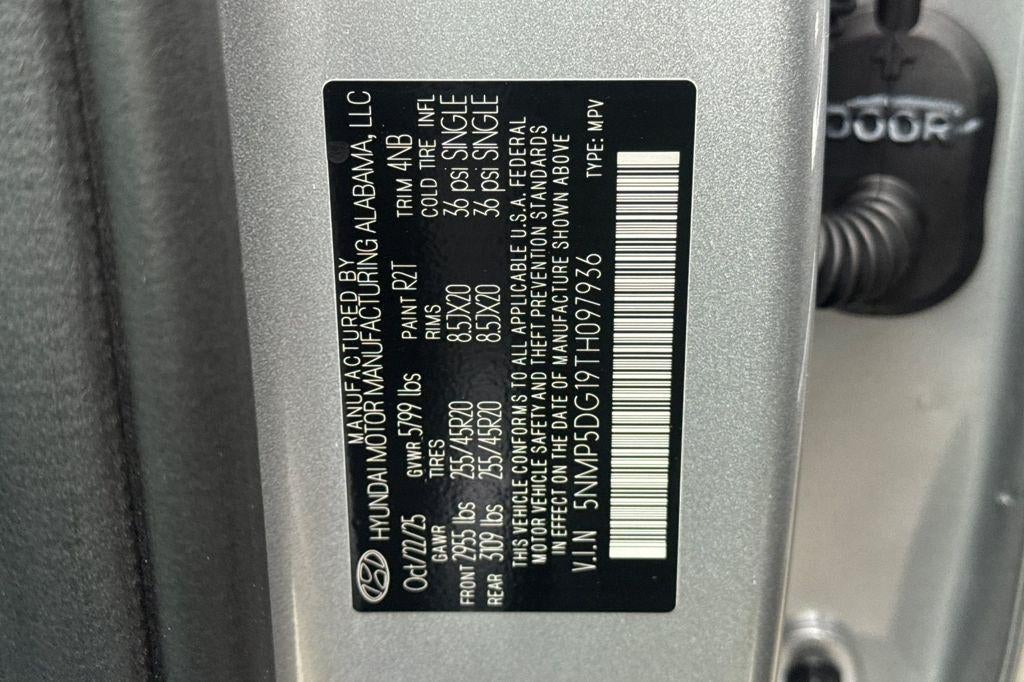 MANUFACTURED BY
HYUNDAI MOTOR MANUFACTURING ALABAMA, LLC
Oct/22/25 GVWR 5799 lbs PAINT R2T TRIM 4NB
GAWR TIRES RIMS COLD TIRE INFL
FRONT 2955 lbs 255/45R20 8.5JX20 36 psi SINGLE
REAR 3109 lbs 255/45R20 8.5JX20 36 psi SINGLE
THIS VEHICLE CONFORMS TO ALL APPLICABLE U.S.A. FEDERAL
MOTOR VEHICLE SAFETY AND THEFT PREVENTION STANDARDS
IN EFFECT ON THE DATE OF MANUFACTURE SHOWN ABOVE
V.I.N 5NMP5DG19TH097936 TYPE: MPV
DOOR